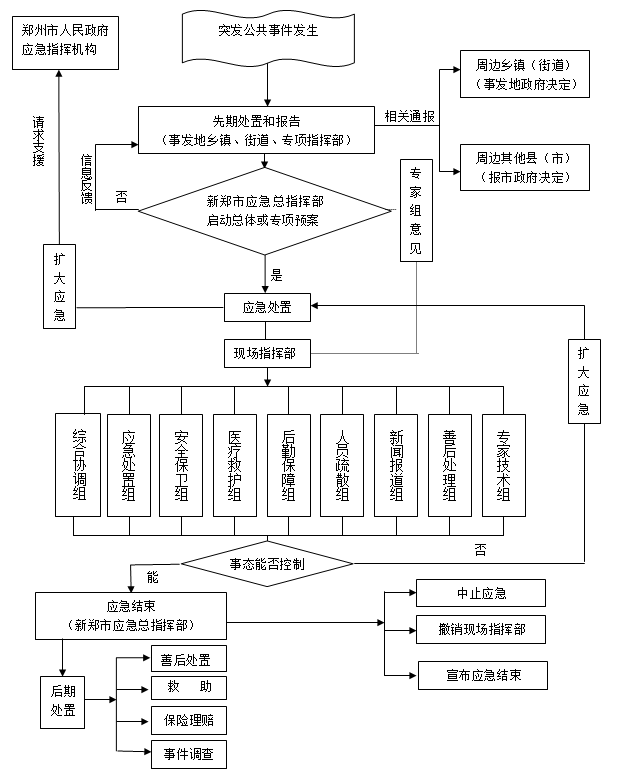 郑州市人民政府
应急指挥机构
突发公共事件发生
周边乡镇（街道）
（事发地政府决定）
先期处置和报告
（事发地乡镇、街道、专项指挥部）
相关通报
请求支援
信息反馈
周边其他县（市）
（报市政府决定）
专家组意见
否
新郑市应急总指挥部
启动总体或专项预案
扩大应急
是
应急处置
现场指挥部
扩大应急
综合协调组
应急处置组
安全保卫组
医疗救护组
后勤保障组
人员疏散组
新闻报道组
善后处理组
专家技术组
事态能否控制
否
能
应急结束
（新郑市应急总指挥部）
中止应急
撤销现场指挥部
宣布应急结束
后期
处置
善后处置
救　助
保险理赔
事件调查